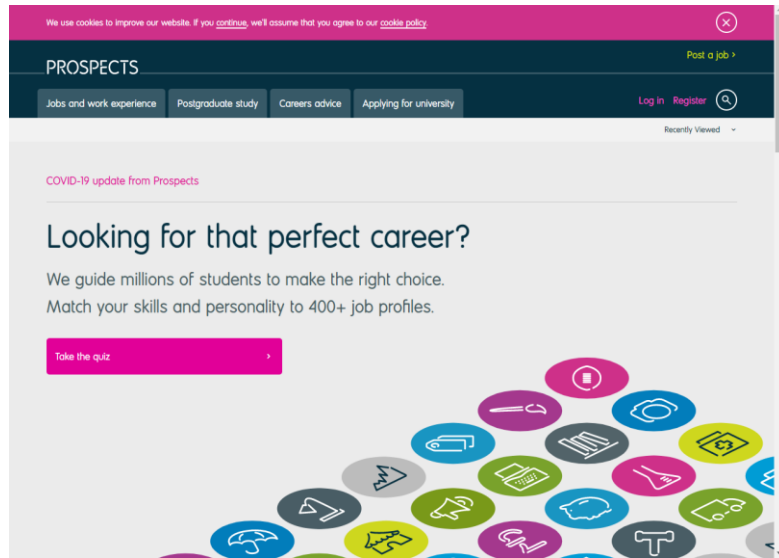 We use cookies to improve our website. If you continue, we'll assume that you agree to our cookie policy.
Post a job >
PROSPECTS
Jobs and work experience Postgraduate study Careers advice Applying for university Log in Register
Recently Viewed
COVID-19 update from Prospects
Looking for that perfect career?
We guide millions of students to make the right choice.
Match your skills and personality to 400+ job profiles.
Take the quiz >